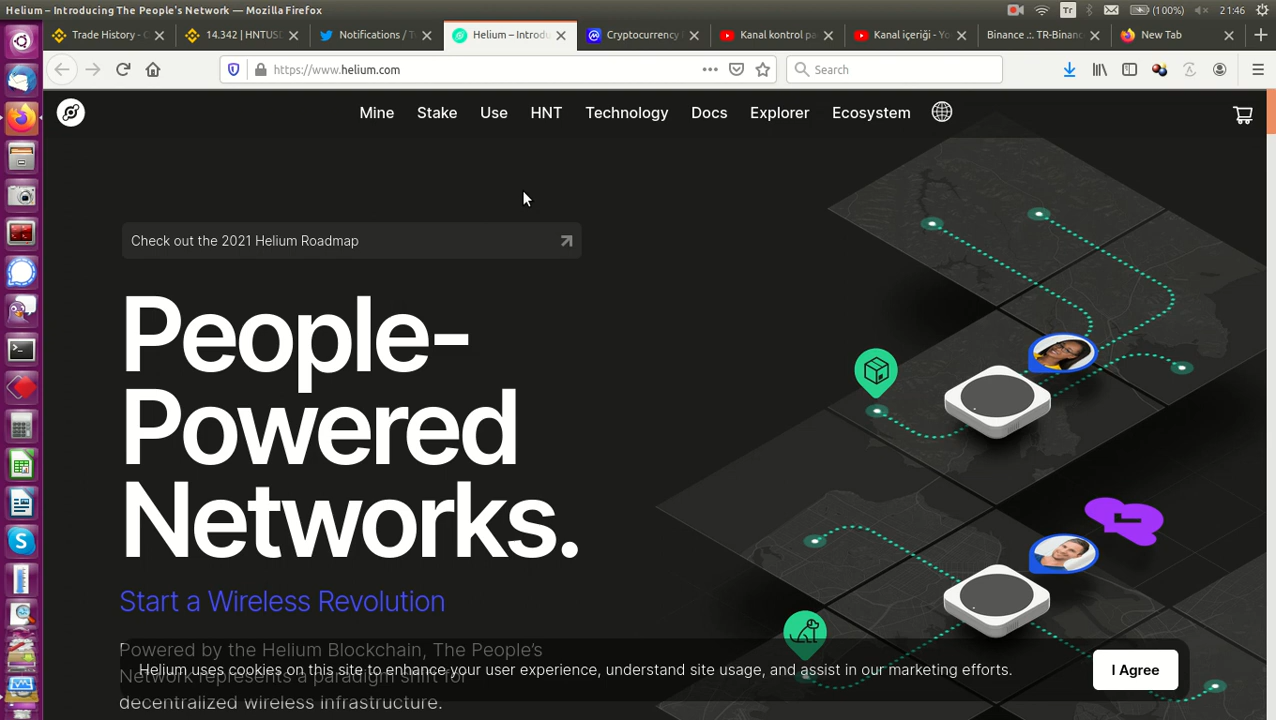 Helium – Introducing The People's Network — Mozilla Firefox
Tr
(100%)
21:46
Trade History - C
14.342 | HNTUSD
Notifications / T
Helium – Introdu
Cryptocurrency
Kanal kontrol pa
Kanal içeriği - Yo
Binance .:. TR-Binanc
New Tab
https://www.helium.com
Search
Mine
Stake
Use
HNT
Technology
Docs
Explorer
Ecosystem
Check out the 2021 Helium Roadmap
People-
Powered
Networks.
Start a Wireless Revolution
Powered by the Helium Blockchain, The People's
Network represents a paradigm shift for
decentralized wireless infrastructure.
Helium uses cookies on this site to enhance your user experience, understand site usage, and assist in our marketing efforts.
I Agree